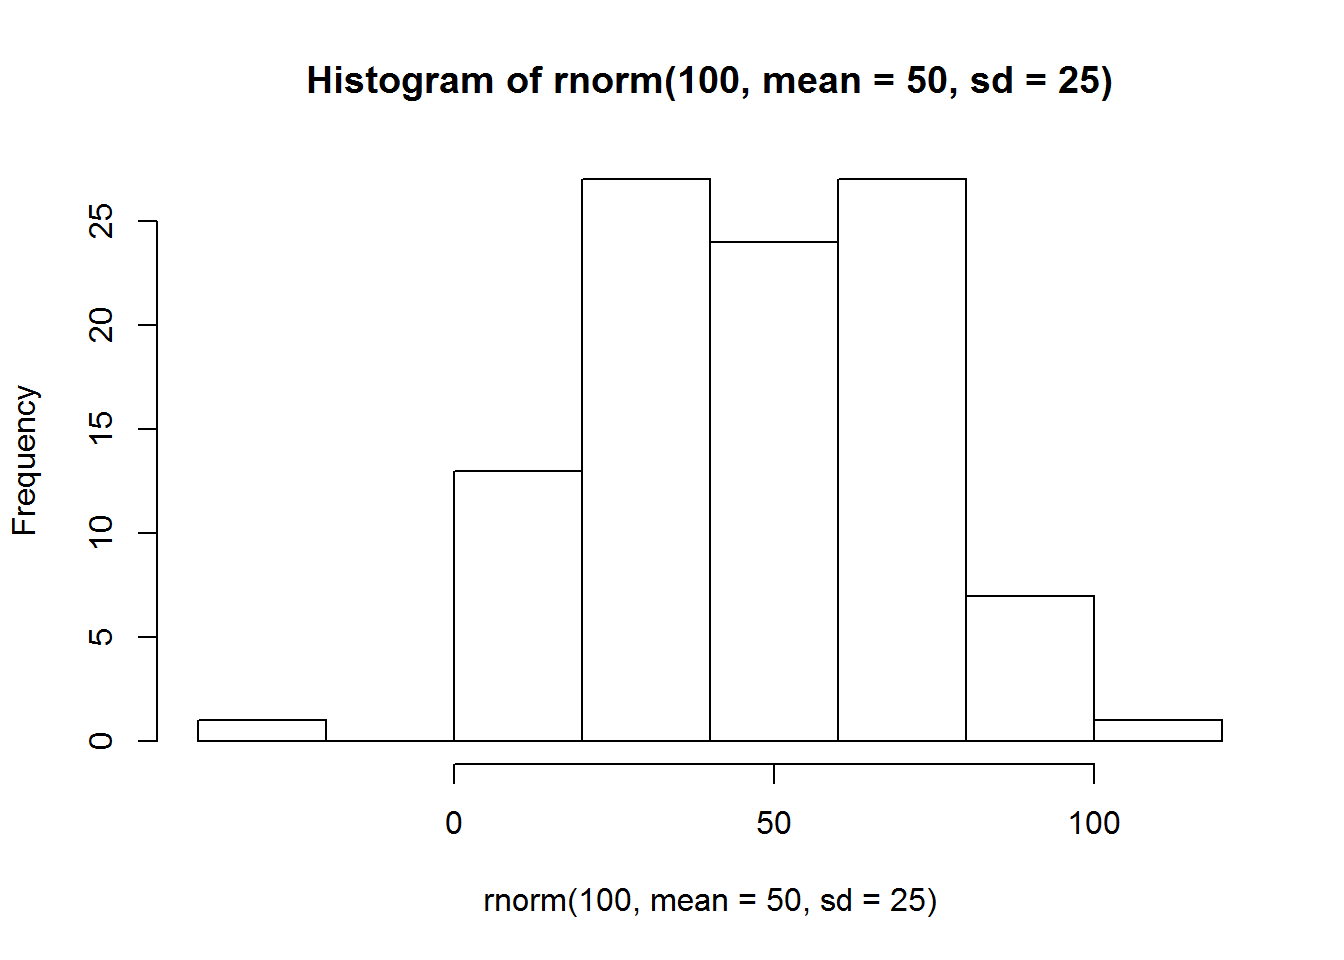 Histogram of rnorm(100, mean = 50, sd = 25)
Frequency
25
20
15
10
5
0
0 50 100
rnorm(100, mean = 50, sd = 25)